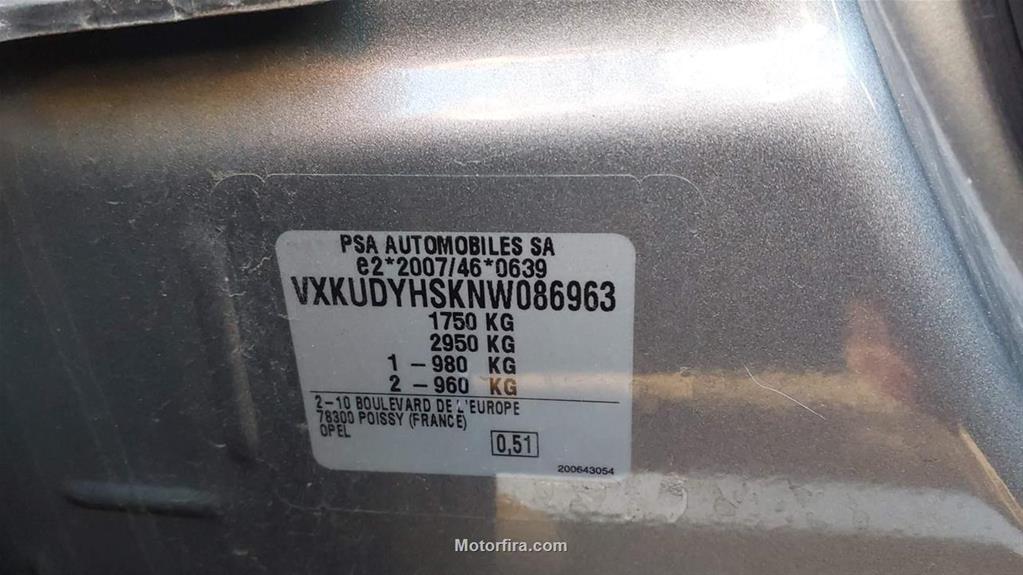 PSA AUTOMOBILES SA
e2*2007/46*0639
VXKUDYHSKNW086963
1750 KG
2950 KG
1 - 980 KG
2 - 960 KG
2-10 BOULEVARD DE L'EUROPE
78300 POISSY (FRANCE)
OPEL
0,51
200643054
Motorfira.com